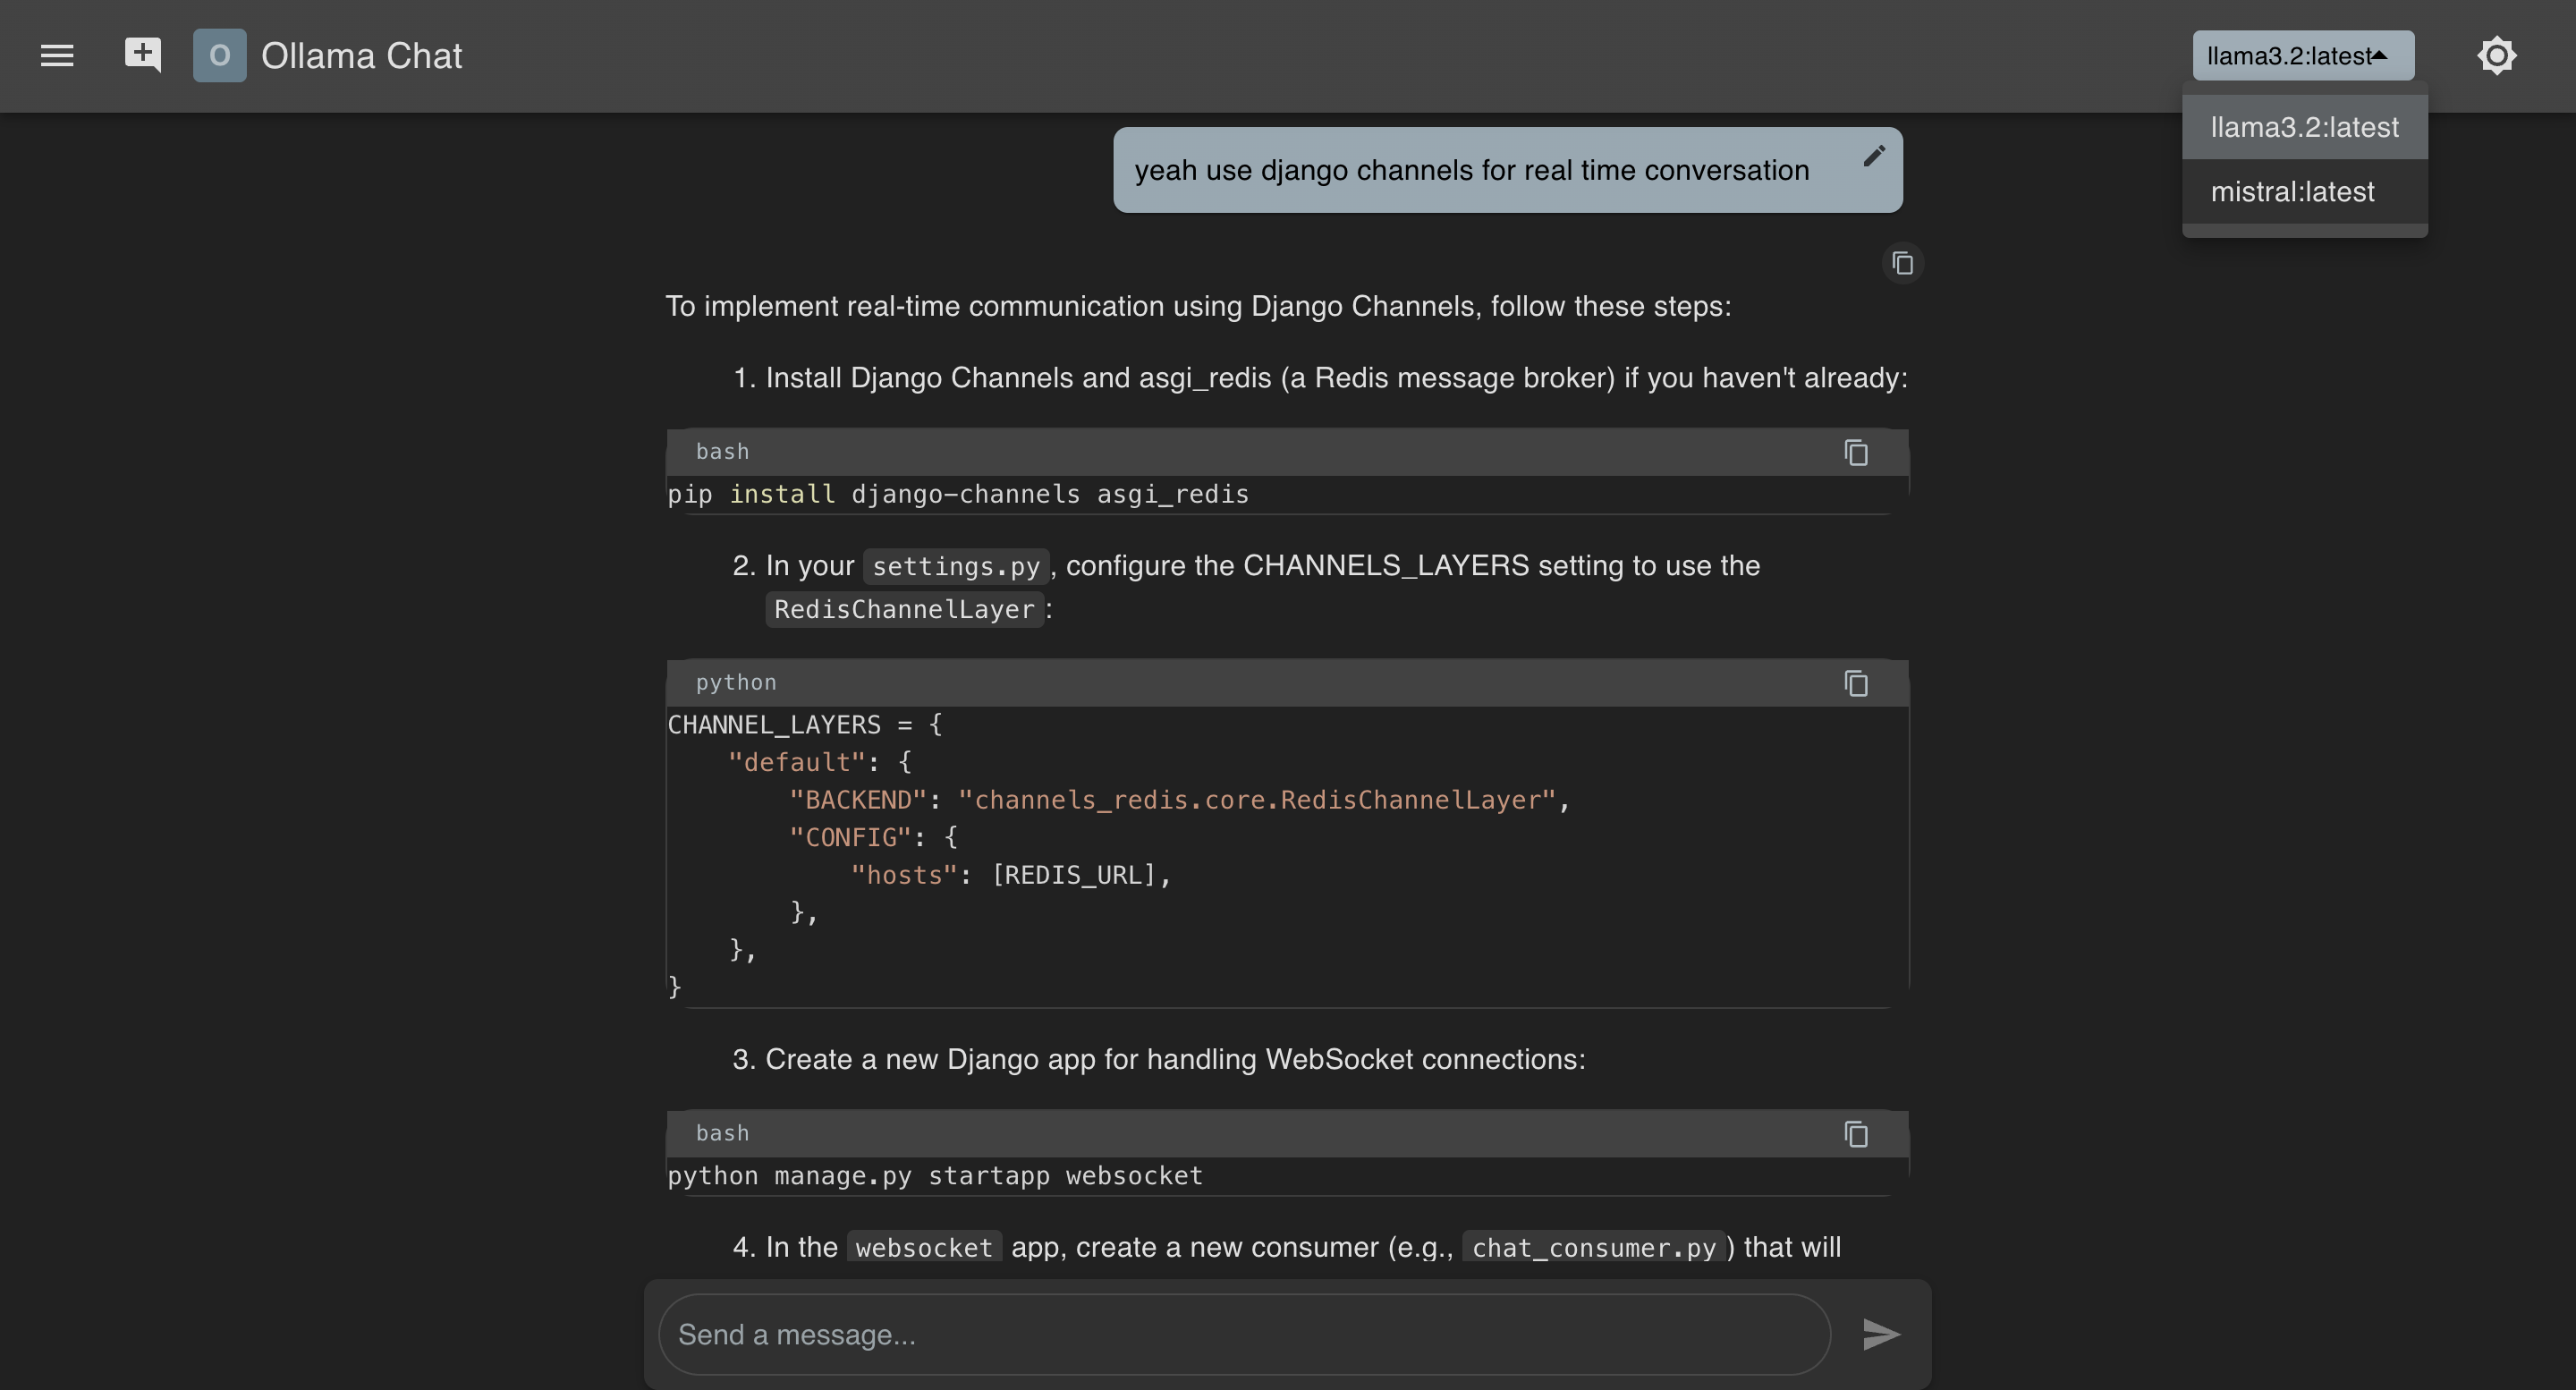 O Ollama Chat
llama3.2:latest
llama3.2:latest
mistral:latest
yeah use django channels for real time conversation
To implement real-time communication using Django Channels, follow these steps:
1. Install Django Channels and asgi_redis (a Redis message broker) if you haven't already:
bash
pip install django-channels asgi_redis
2. In your settings.py, configure the CHANNELS_LAYERS setting to use the
RedisChannelLayer:
python
CHANNEL_LAYERS = {
    "default": {
        "BACKEND": "channels_redis.core.RedisChannelLayer",
        "CONFIG": {
            "hosts": [REDIS_URL],
        },
    },
}
3. Create a new Django app for handling WebSocket connections:
bash
python manage.py startapp websocket
4. In the websocket app, create a new consumer (e.g., chat_consumer.py) that will
Send a message...